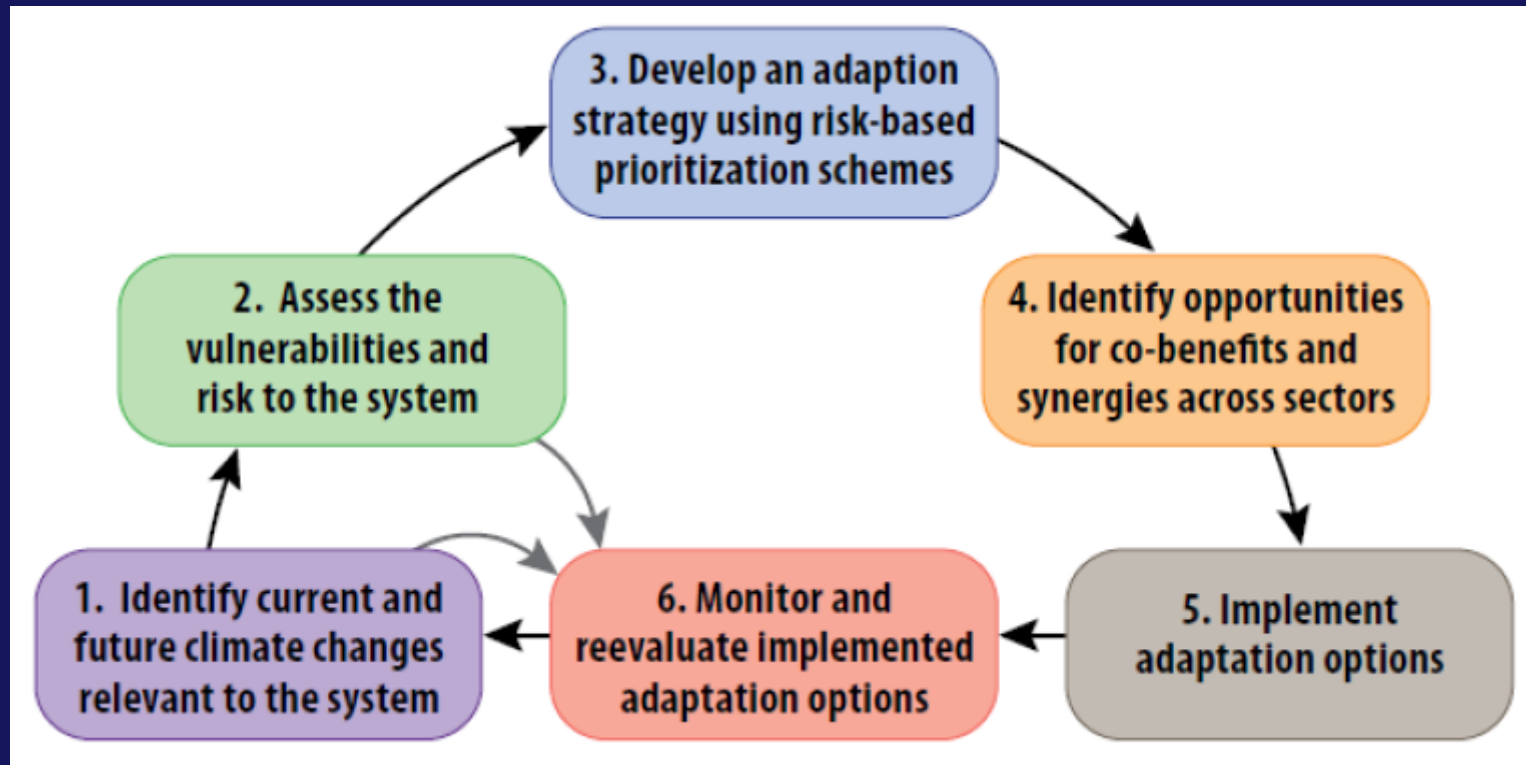 3. Develop an adaption
strategy using risk-based
prioritization schemes
2. Assess the
vulnerabilities and
risk to the system
4. Identify opportunities
for co-benefits and
synergies across sectors
1. Identify current and
future climate changes
relevant to the system
6. Monitor and
reevaluate implemented
adaptation options
5. Implement
adaptation options